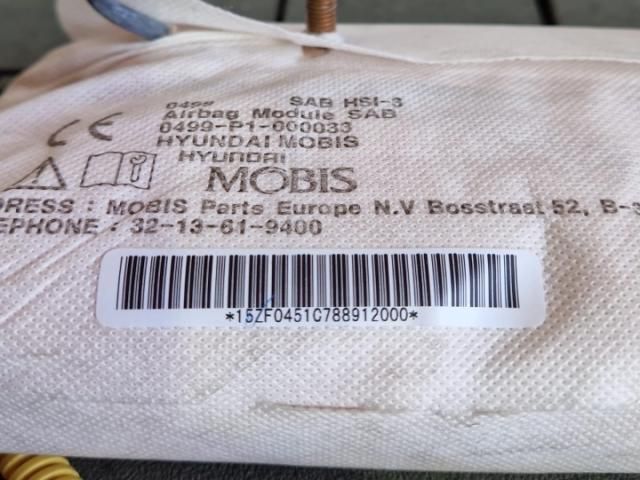 0499 SAB HSI-3
Airbag Module SAB
0499-P1-000033
CE HYUNDAI MOBIS
HYUNDAI
MOBIS
DRESS : MOBIS Parts Europe N.V Bosstraat 52, B-3
EPHONE : 32-13-61-9400
*15ZF0451C788912000*